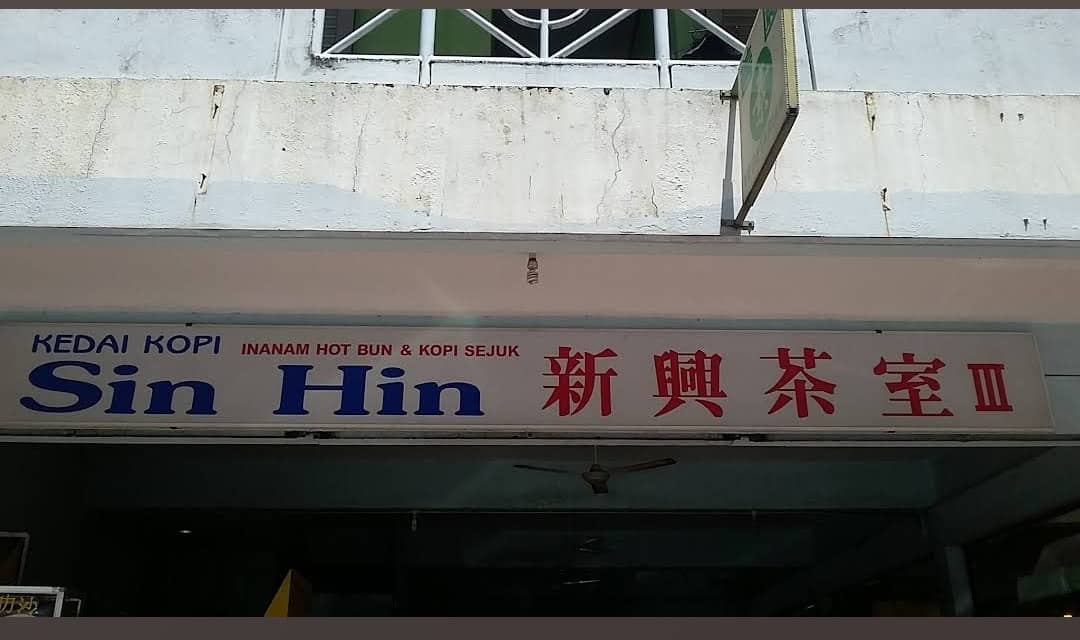 KEDAI KOPI INANAM HOT BUN & KOPI SEJUK
Sin Hin 新興茶室 III